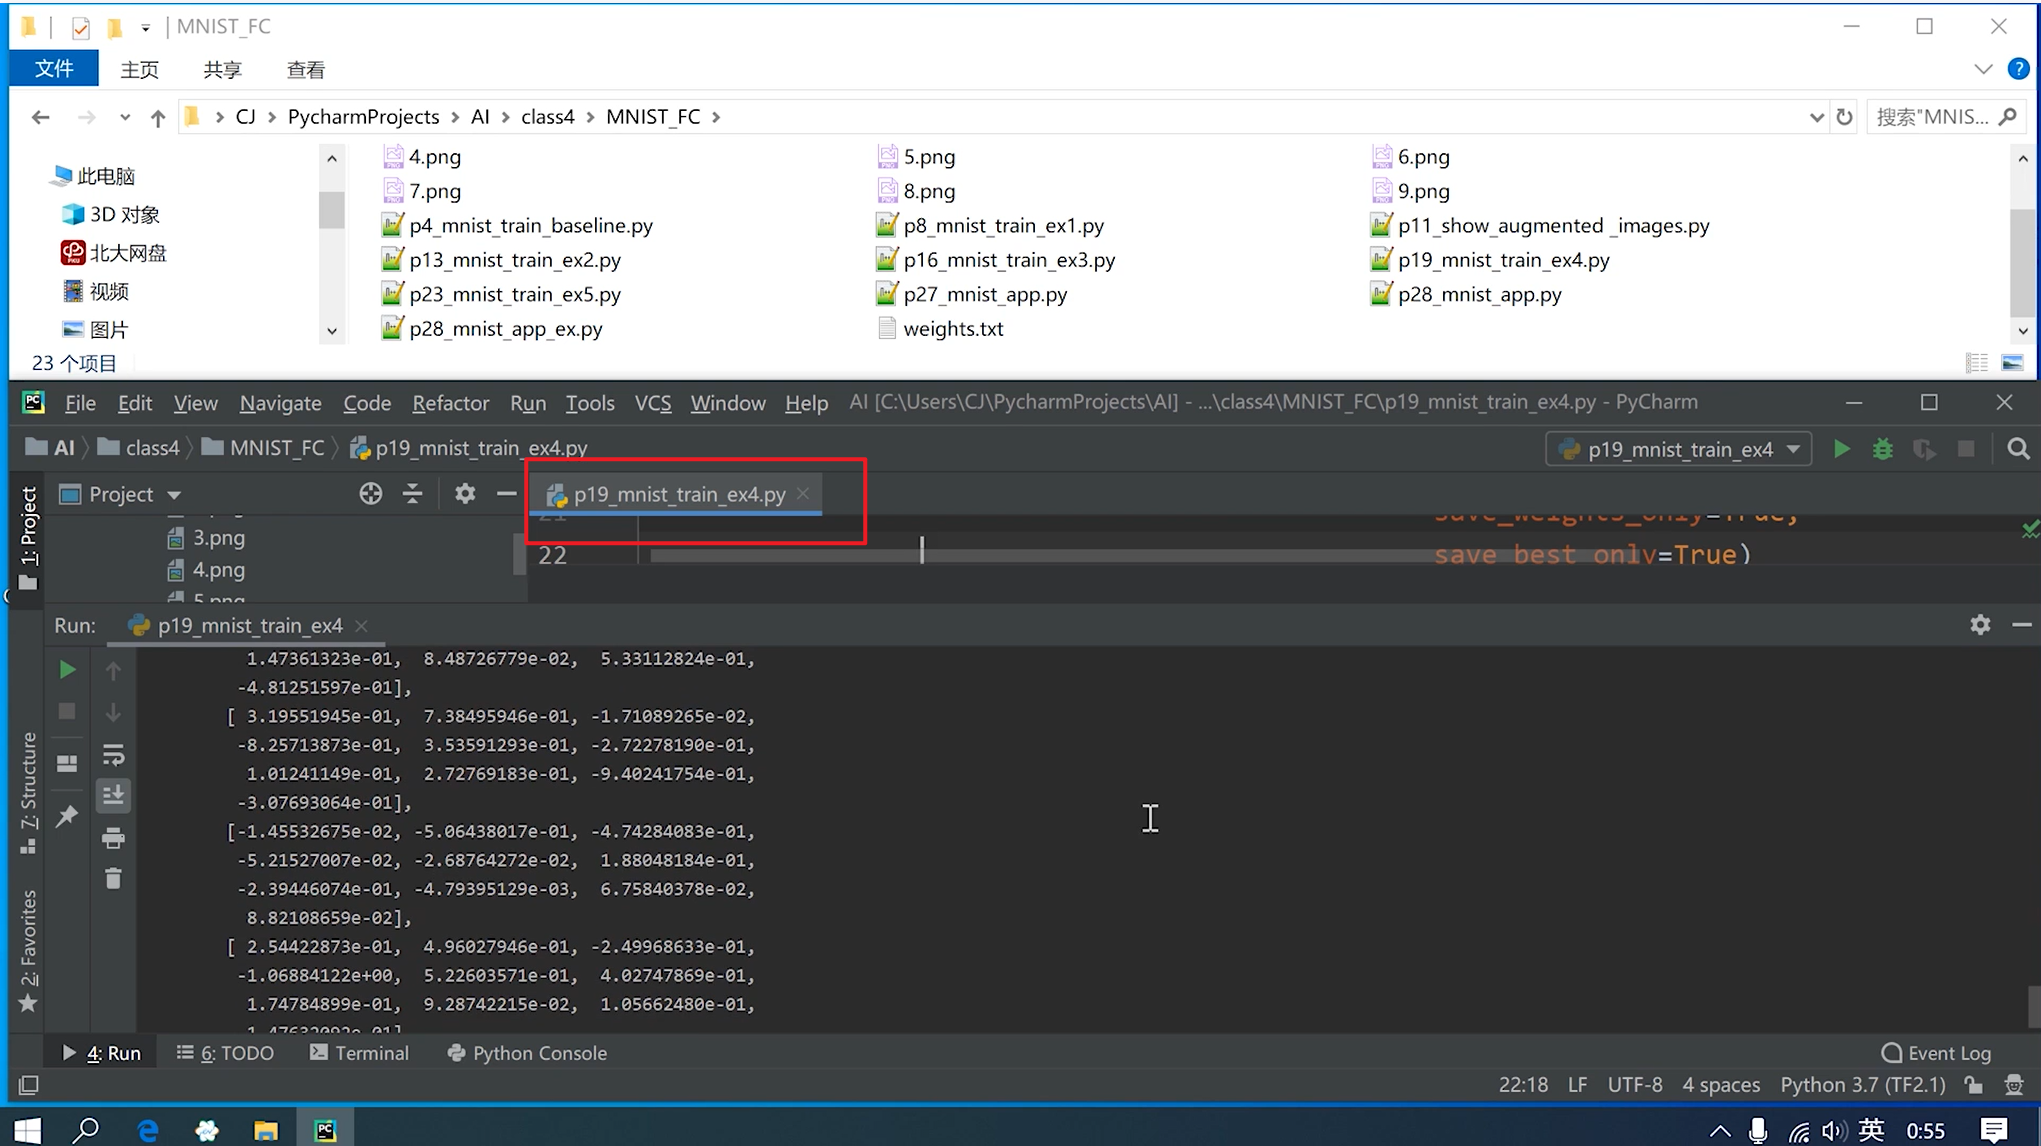 MNIST_FC
文件 主页 共享 查看
CJ PycharmProjects AI class4 MNIST_FC 搜索"MNIS...
此电脑
3D 对象
北大网盘
视频
图片
4.png 5.png 6.png
7.png 8.png 9.png
p4_mnist_train_baseline.py p8_mnist_train_ex1.py p11_show_augmented _images.py
p13_mnist_train_ex2.py p16_mnist_train_ex3.py p19_mnist_train_ex4.py
p23_mnist_train_ex5.py p27_mnist_app.py p28_mnist_app.py
p28_mnist_app_ex.py weights.txt
23 个项目
File Edit View Navigate Code Refactor Run Tools VCS Window Help AI [C:\Users\CJ\PycharmProjects\AI] - ...\class4\MNIST_FC\p19_mnist_train_ex4.py - PyCharm
AI class4 MNIST_FC p19_mnist_train_ex4.py p19_mnist_train_ex4
1: Project
Project p19_mnist_train_ex4.py
3.png
4.png
5.png
21 save_weights_only=True,
22 save_best_only=True)
Run: p19_mnist_train_ex4
1.47361323e-01, 8.48726779e-02, 5.33112824e-01,
-4.81251597e-01],
[ 3.19551945e-01, 7.38495946e-01, -1.71089265e-02,
-8.25713873e-01, 3.53591293e-01, -2.72278190e-01,
1.01241149e-01, 2.72769183e-01, -9.40241754e-01,
-3.07693064e-01],
[-1.45532675e-02, -5.06438017e-01, -4.74284083e-01,
-5.21527007e-02, -2.68764272e-02, 1.88048184e-01,
-2.39446074e-01, -4.79395129e-03, 6.75840378e-02,
8.82108659e-02],
[ 2.54422873e-01, 4.96027946e-01, -2.49968633e-01,
-1.06884122e+00, 5.22603571e-01, 4.02747869e-01,
1.74784899e-01, 9.28742215e-02, 1.05662480e-01,
7: Structure
2: Favorites
4: Run 6: TODO Terminal Python Console Event Log
22:18 LF UTF-8 4 spaces Python 3.7 (TF2.1)
英 0:55